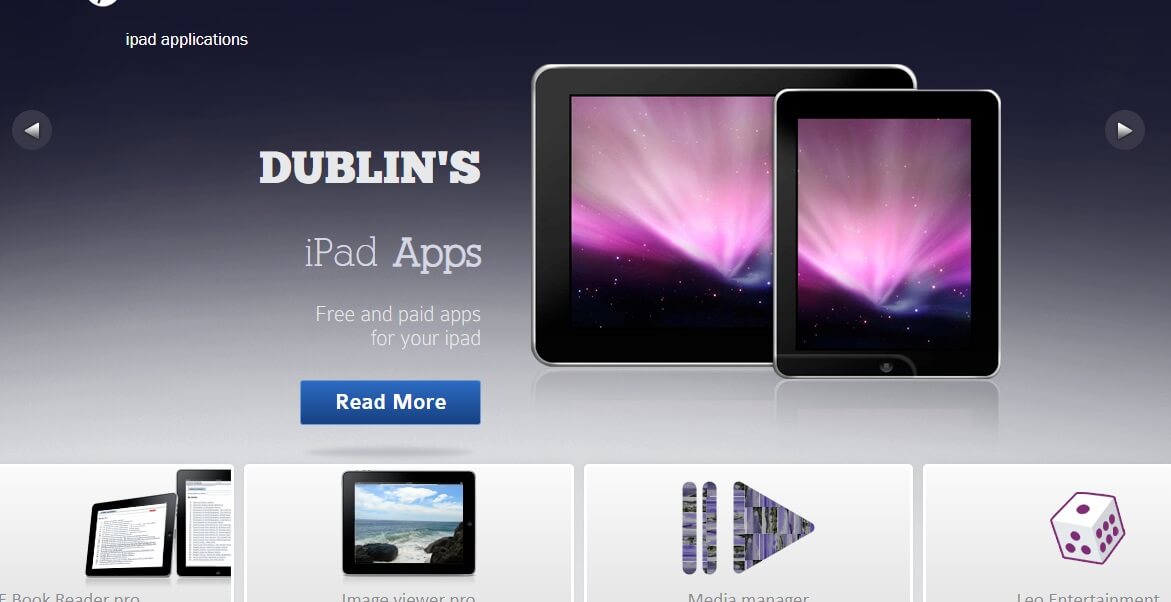 ipad applications
DUBLIN'S
iPad Apps
Free and paid apps
for your ipad
Read More
E Book Reader pro
Image viewer pro
Media manager
Leo Entertainment